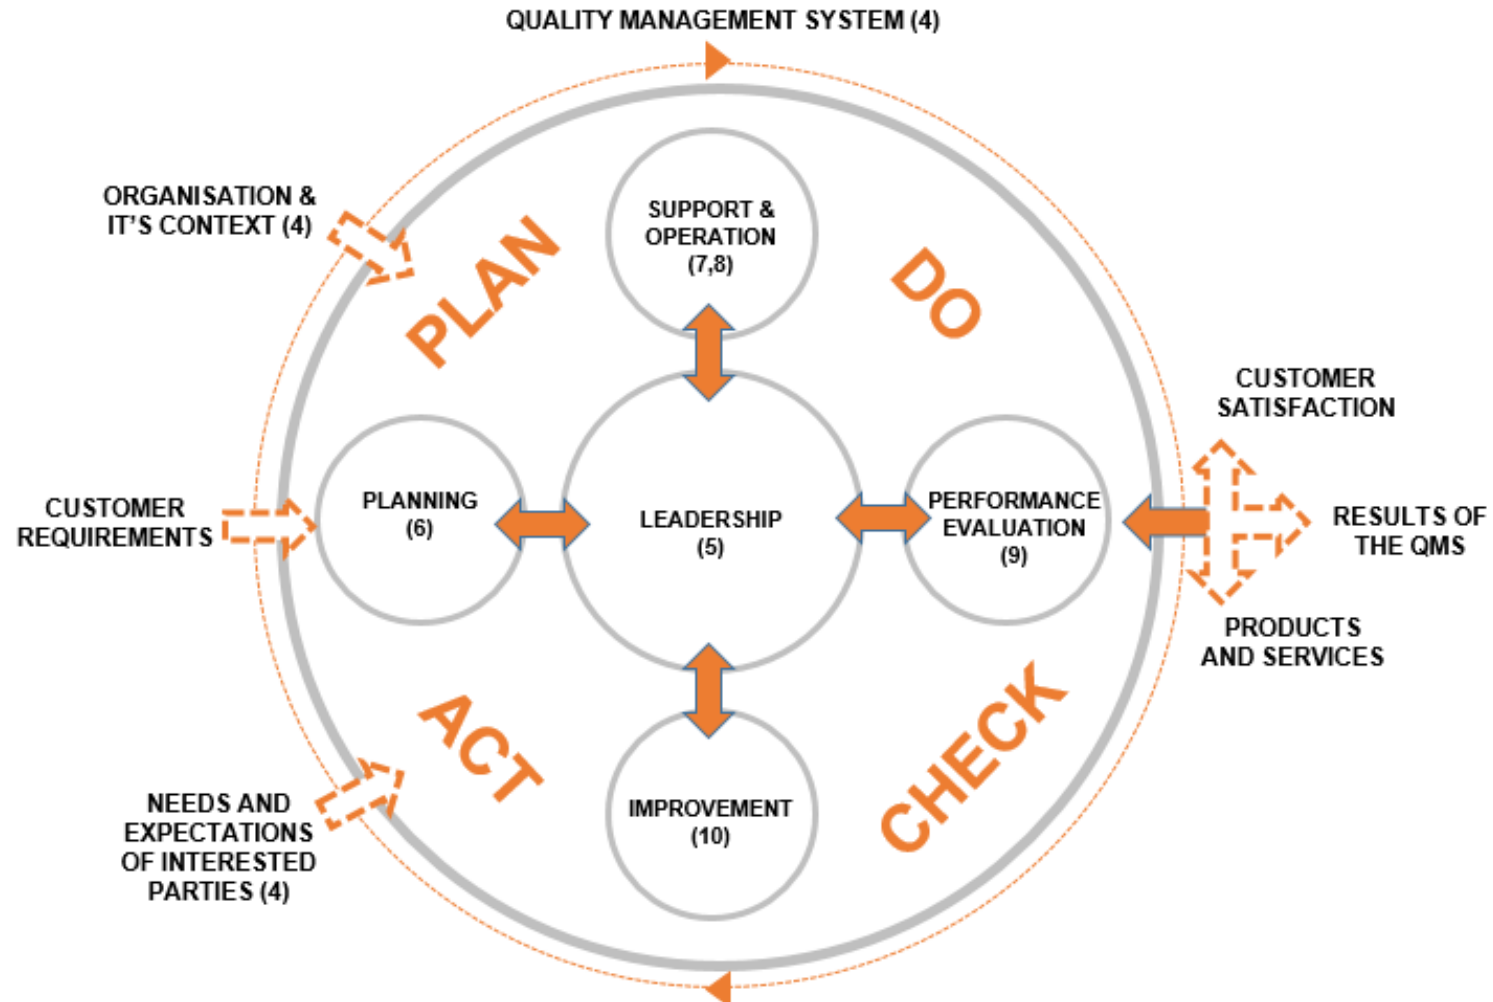 QUALITY MANAGEMENT SYSTEM (4)
ORGANISATION &
IT'S CONTEXT (4)
SUPPORT &
OPERATION
(7,8)
PLAN
DO
CUSTOMER
SATISFACTION
CUSTOMER
REQUIREMENTS
PLANNING
(6)
LEADERSHIP
(5)
PERFORMANCE
EVALUATION
(9)
RESULTS OF
THE QMS
PRODUCTS
AND SERVICES
ACT
CHECK
NEEDS AND
EXPECTATIONS
OF INTERESTED
PARTIES (4)
IMPROVEMENT
(10)